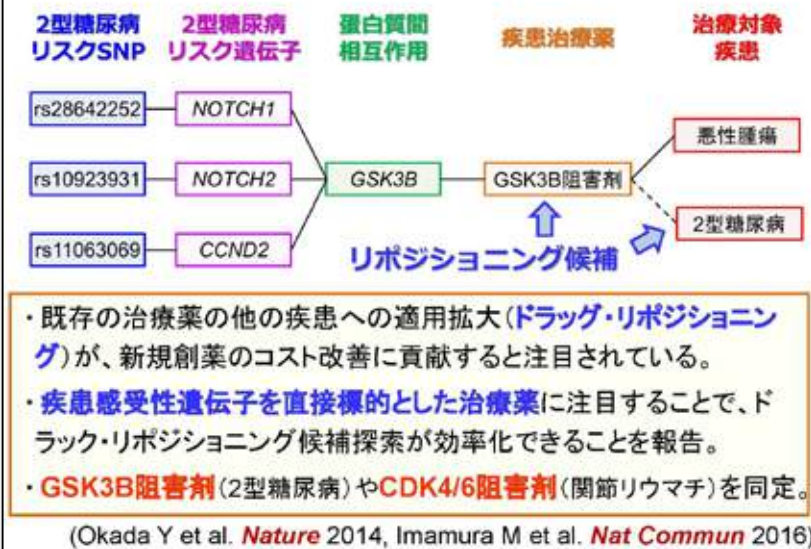 2型糖尿病
リスクSNP
2型糖尿病
リスク遺伝子
蛋白質間
相互作用
疾患治療薬
治療対象
疾患
rs28642252
NOTCH1
rs10923931
NOTCH2
rs11063069
CCND2
GSK3B
GSK3B阻害剤
悪性腫瘍
2型糖尿病
リポジショニング候補
・既存の治療薬の他の疾患への適用拡大(ドラッグ・リポジショニン
グ)が、新規創薬のコスト改善に貢献すると注目されている。
・疾患感受性遺伝子を直接標的とした治療薬に注目することで、ド
ラック・リポジショニング候補探索が効率化できることを報告。
・GSK3B阻害剤(2型糖尿病)やCDK4/6阻害剤(関節リウマチ)を同定。
(Okada Y et al. Nature 2014, Imamura M et al. Nat Commun 2016)